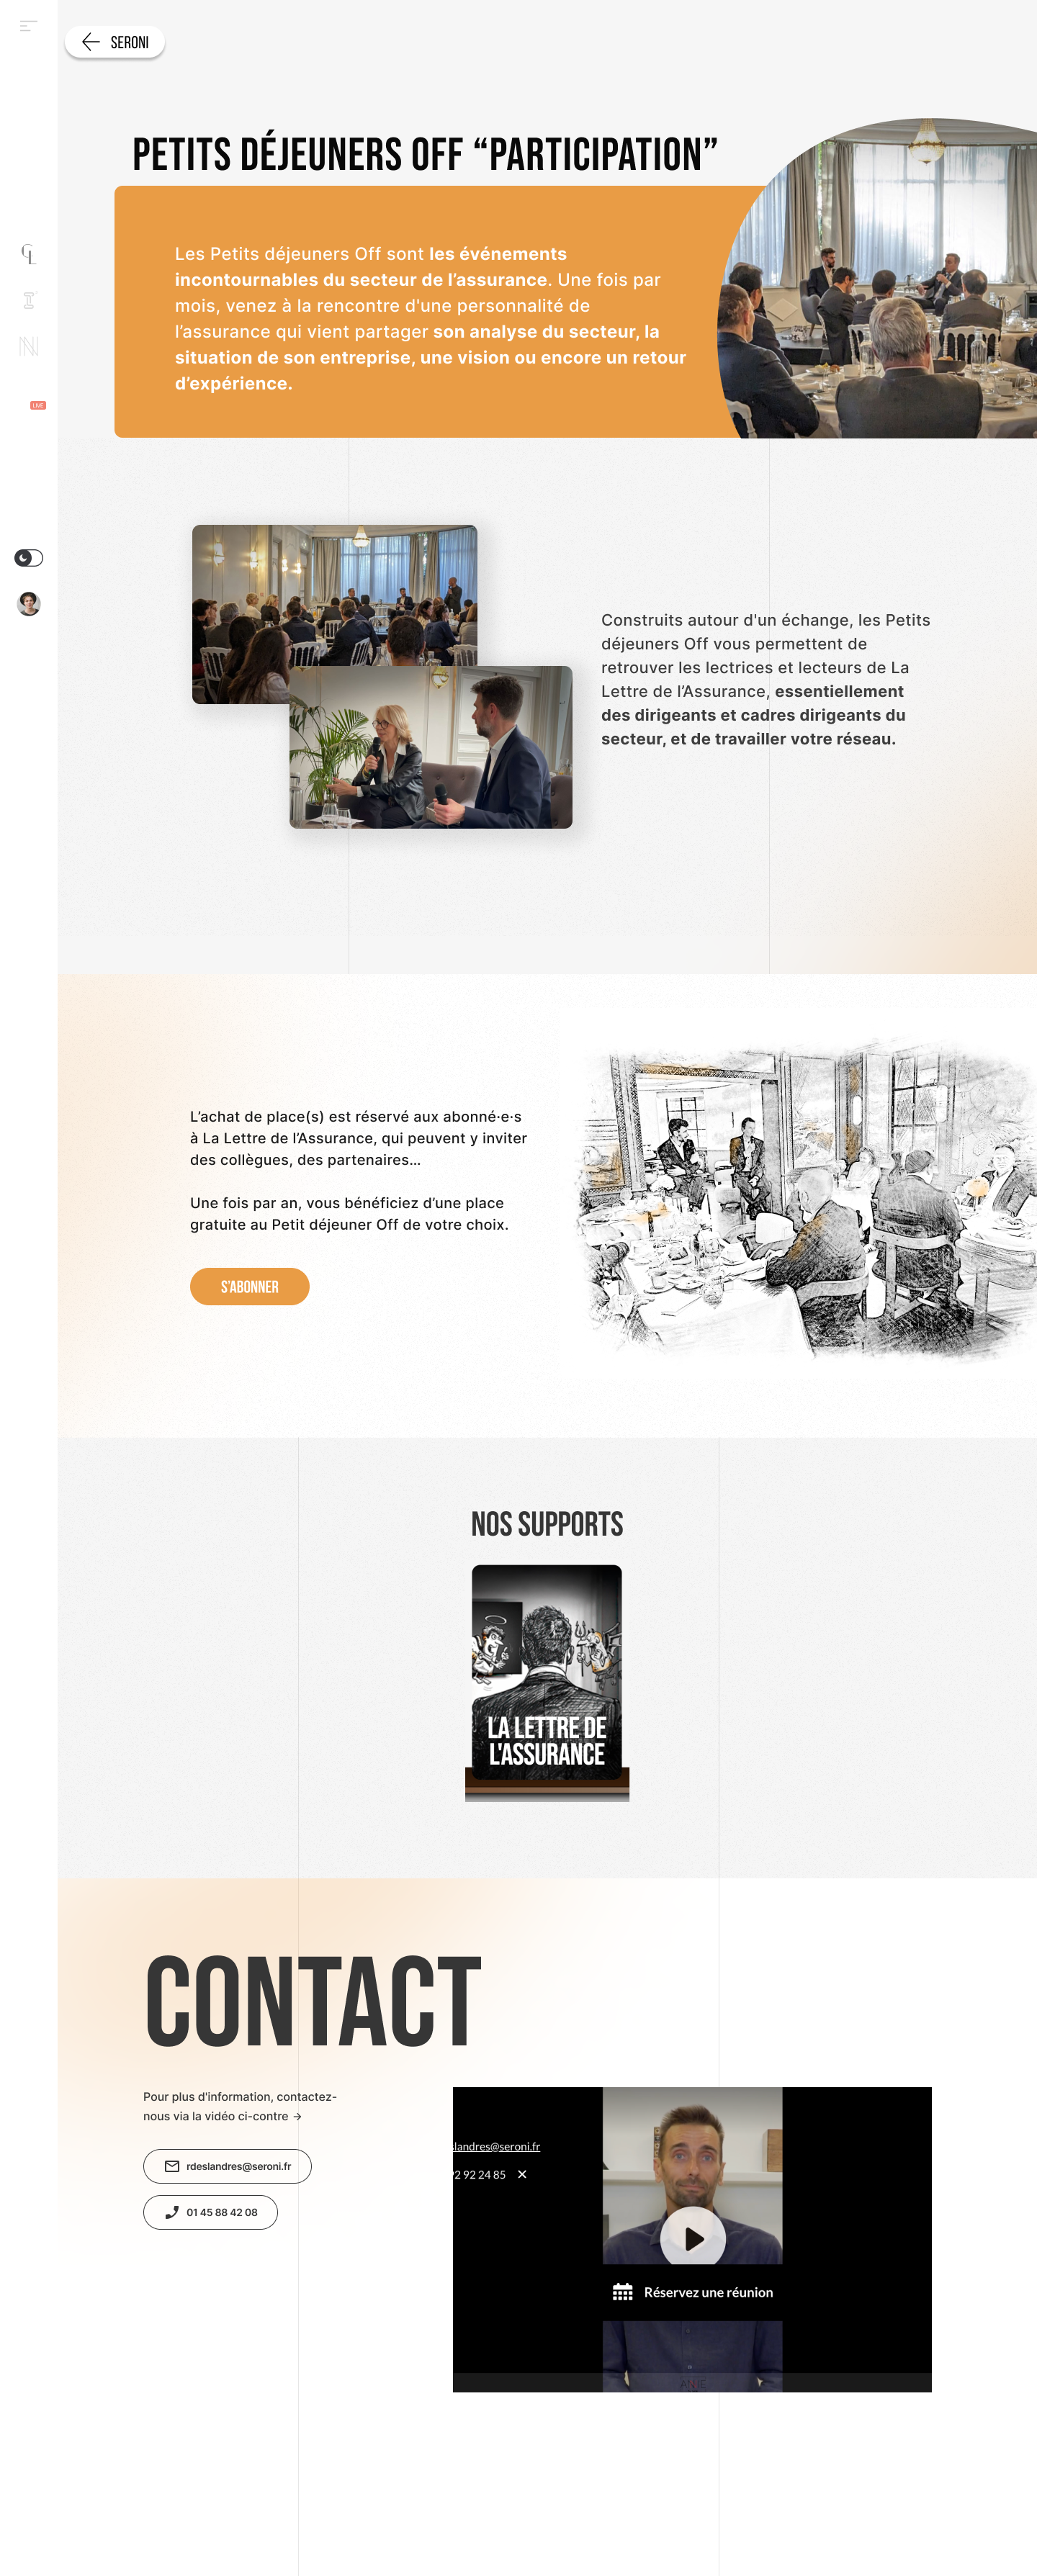 SERONI
PETITS DÉJEUNERS OFF “PARTICIPATION”
Les Petits déjeuners Off sont les événements
incontournables du secteur de l’assurance. Une fois par
mois, venez à la rencontre d'une personnalité de
l’assurance qui vient partager son analyse du secteur, la
situation de son entreprise, une vision ou encore un retour
d’expérience.
LIVE
Construits autour d'un échange, les Petits
déjeuners Off vous permettent de
retrouver les lectrices et lecteurs de La
Lettre de l’Assurance, essentiellement
des dirigeants et cadres dirigeants du
secteur, et de travailler votre réseau.
L’achat de place(s) est réservé aux abonné·e·s
à La Lettre de l’Assurance, qui peuvent y inviter
des collègues, des partenaires...
Une fois par an, vous bénéficiez d’une place
gratuite au Petit déjeuner Off de votre choix.
S’ABONNER
NOS SUPPORTS
LA LETTRE DE
L'ASSURANCE
CONTACT
Pour plus d'information, contactez-
nous via la vidéo ci-contre →
rdeslandres@seroni.fr
01 45 88 42 08
slandres@seroni.fr
92 92 24 85
Réservez une réunion